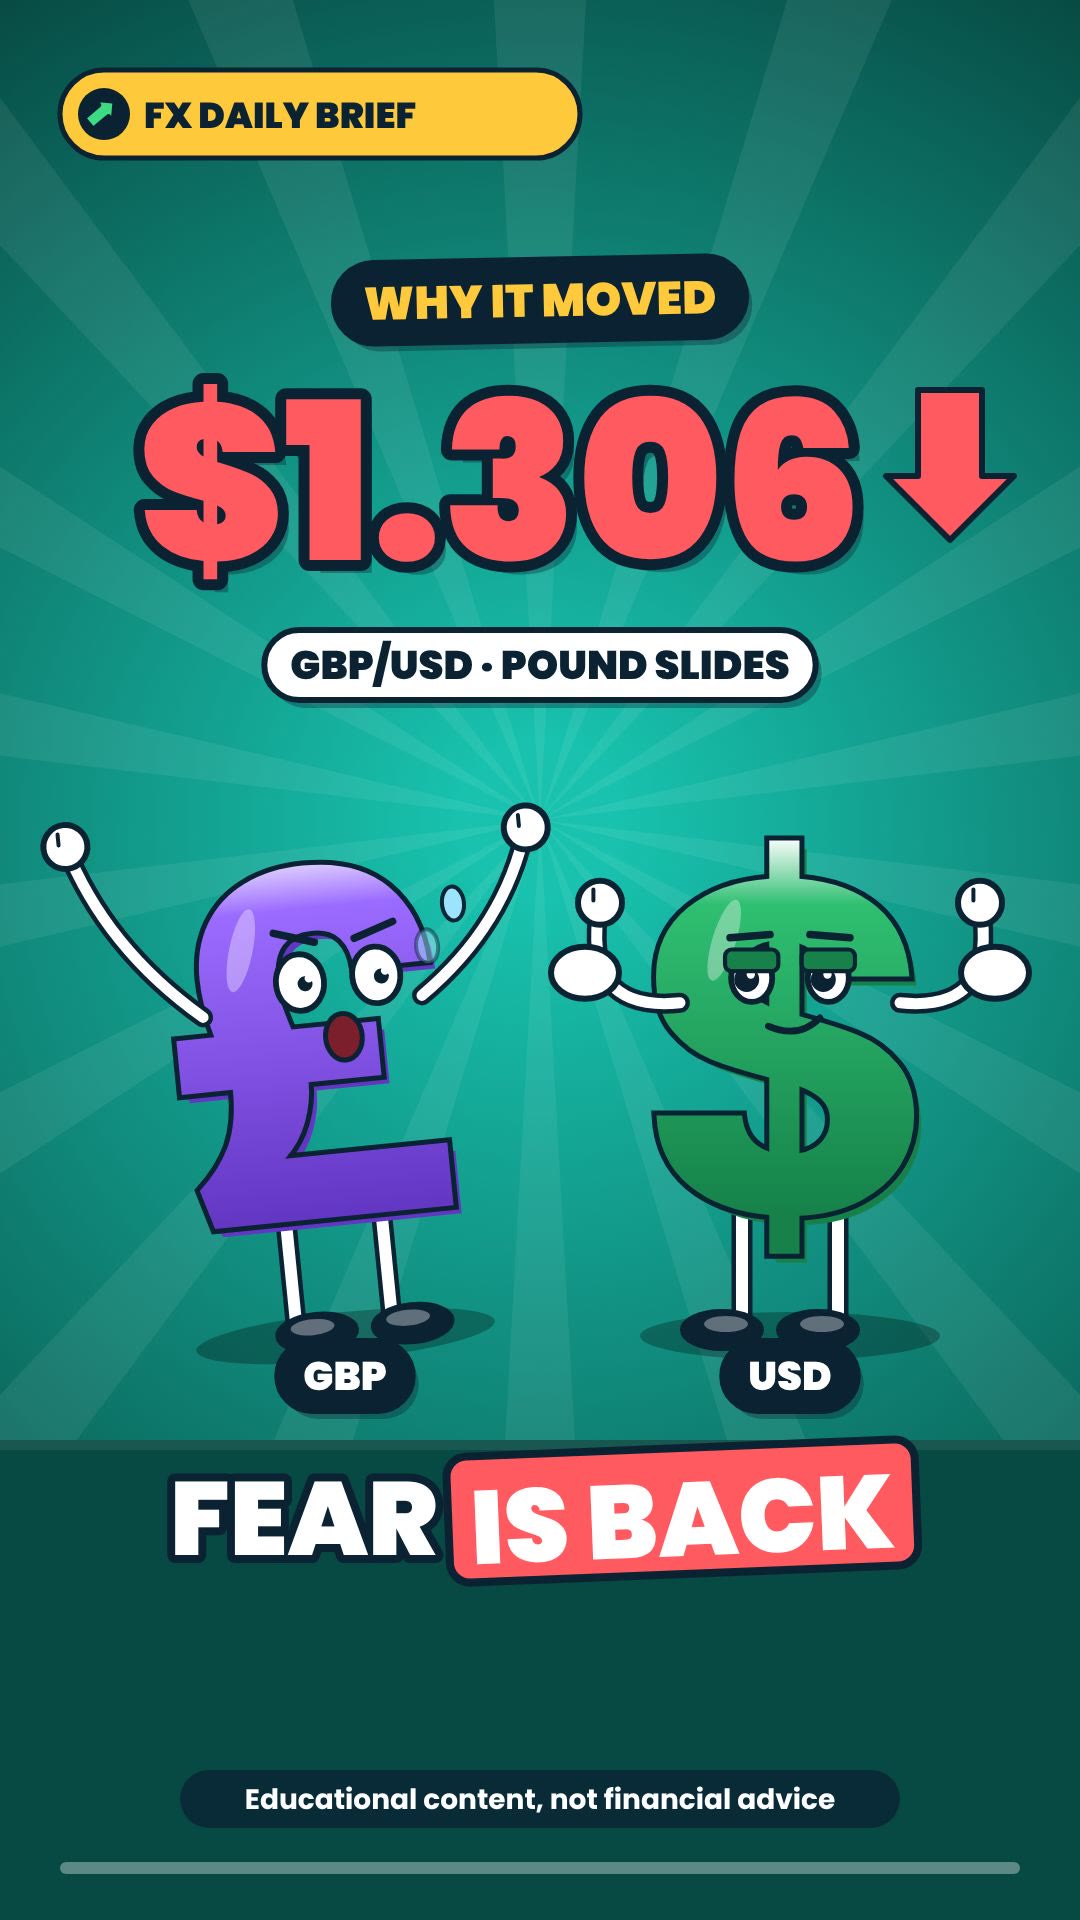 FX DAILY BRIEF
WHY IT MOVED
$1.306
GBP/USD • POUND SLIDES
£ $
GBP USD
FEAR IS BACK
Educational content, not financial advice